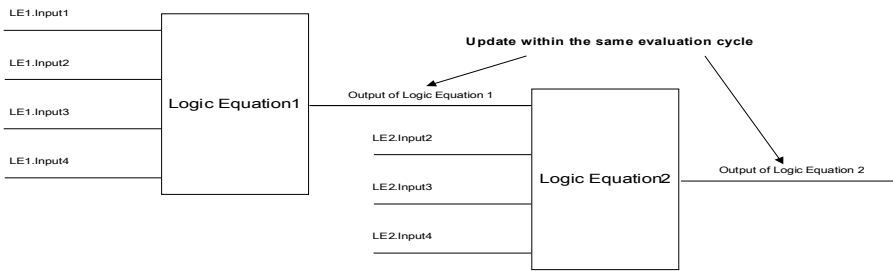 LE1.Input1
LE1.Input2
LE1.Input3
LE1.Input4
Logic Equation1
Update within the same evaluation cycle
Output of Logic Equation 1
LE2.Input2
LE2.Input3
LE2.Input4
Logic Equation2
Output of Logic Equation 2